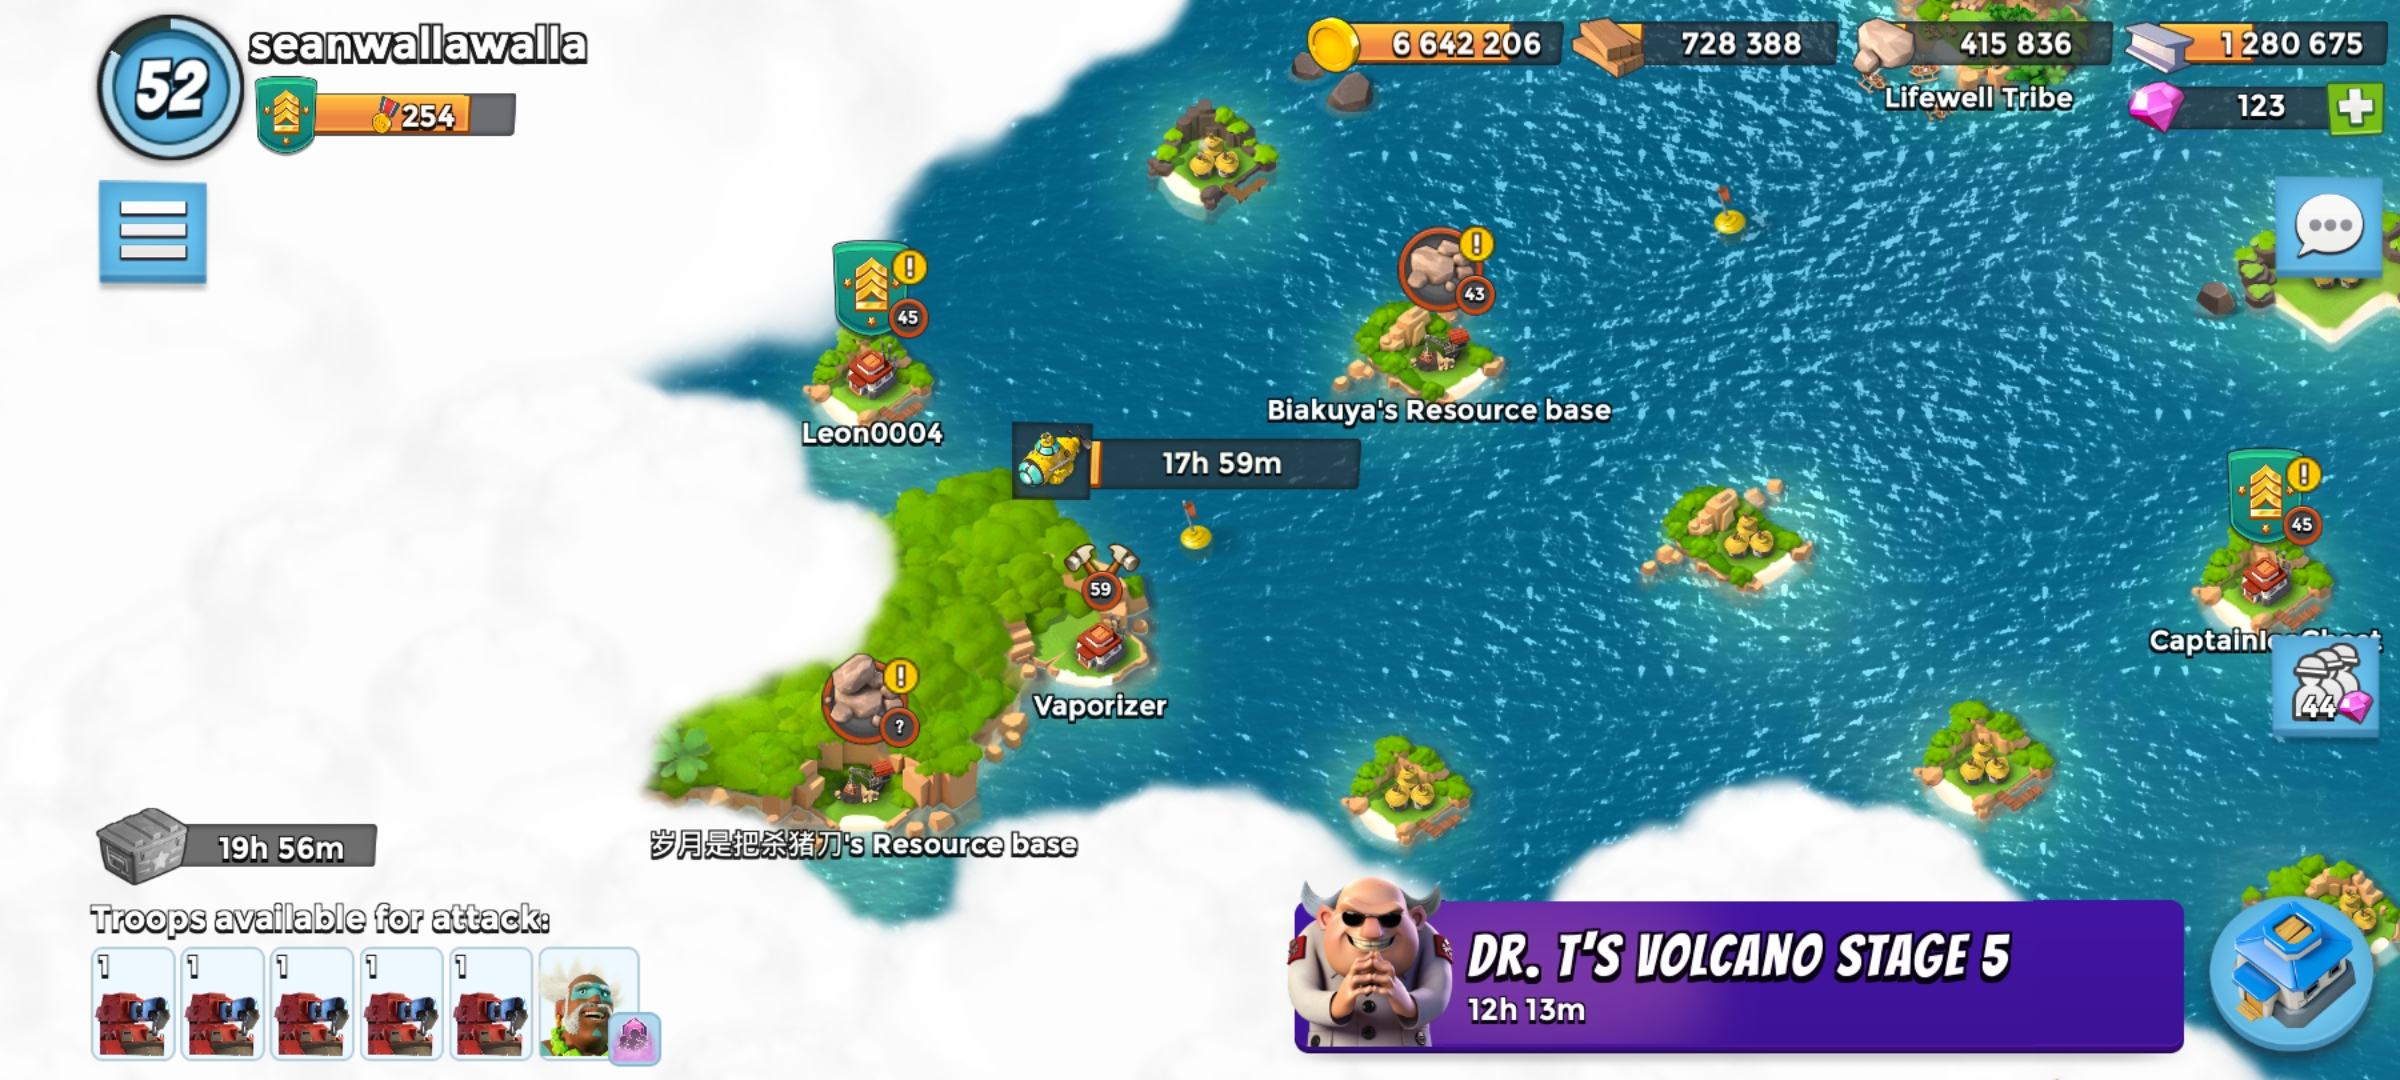 52
seanwallawalla
254
6 642 206
728 388
415 836
1 280 675
Lifewell Tribe
123
45
Leon0004
43
Biakuya's Resource base
17h 59m
59
Vaporizer
45
44
?
岁月是把杀猪刀's Resource base
19h 56m
Troops available for attack:
1
1
1
1
1
DR. T'S VOLCANO STAGE 5
12h 13m